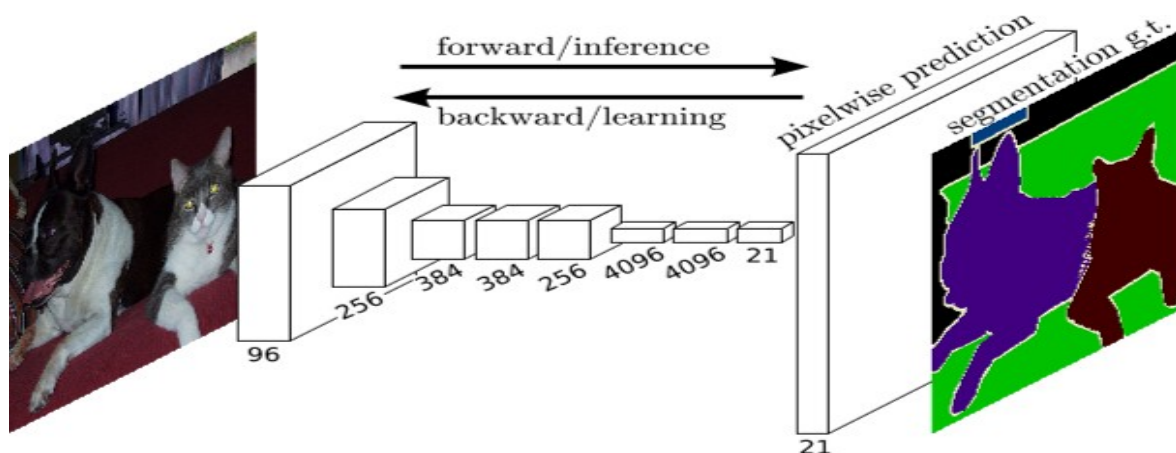 forward/inference
backward/learning
pixelwise prediction
segmentation g.t.
96
256
384
384
256
4096
4096
21
21